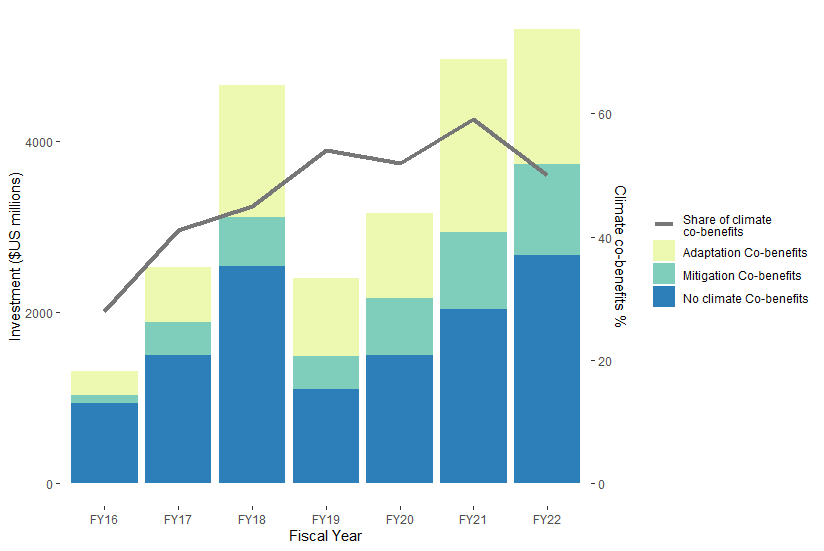 Investment ($US millions)
4000
2000
0
FY16
FY17
FY18
FY19
FY20
FY21
FY22
Fiscal Year
60
40
20
0
Climate co-benefits %
Share of climate
co-benefits
Adaptation Co-benefits
Mitigation Co-benefits
No climate Co-benefits